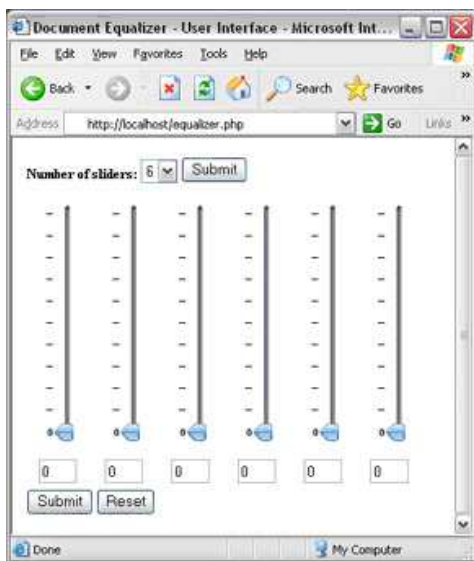 Document Equalizer - User Interface - Microsoft Int...
File Edit View Favorites Tools Help
Back Search Favorites »
Address http://localhost/equalizer.php Go Links »
Number of sliders: 6 Submit
0 0 0 0 0 0
0 0 0 0 0 0
Submit Reset
Done My Computer